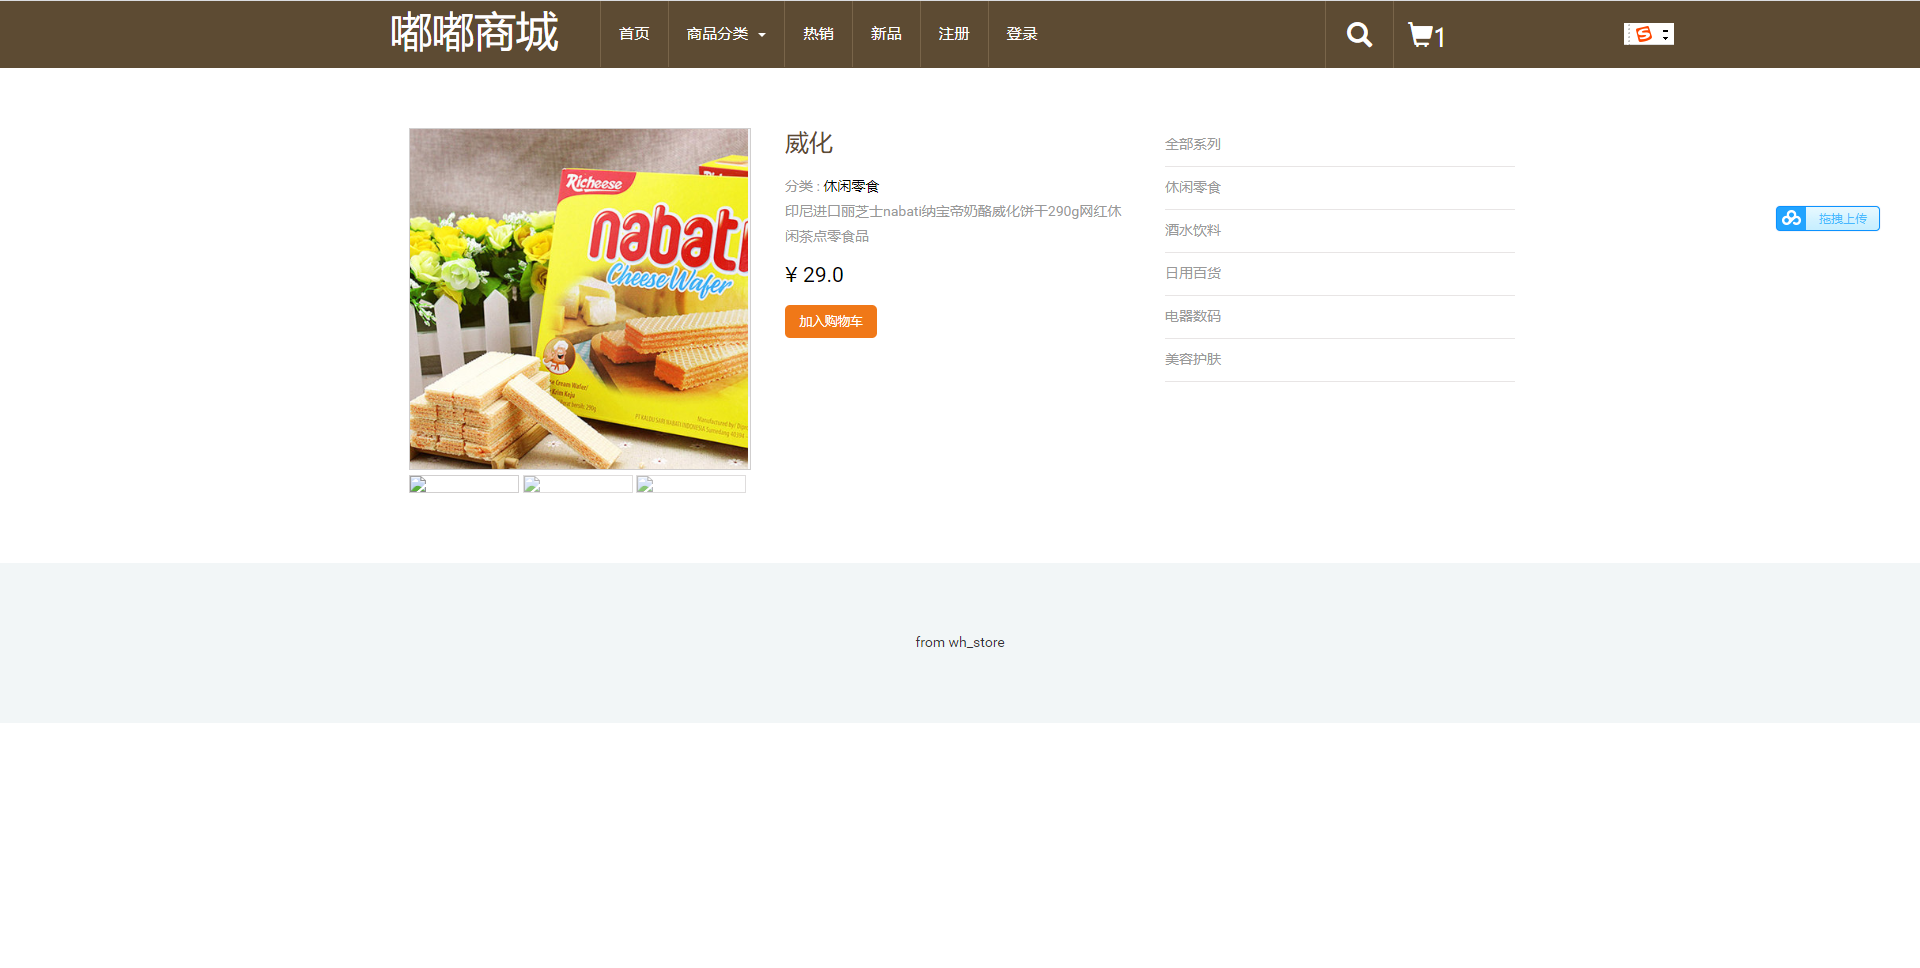 嘟嘟商城
首页 商品分类 热销 新品 注册 登录
1
威化
分类 : 休闲零食
印尼进口丽芝士nabati纳宝帝奶酪威化饼干290g网红休
闲茶点零食品
¥ 29.0
加入购物车
全部系列
休闲零食
酒水饮料
日用百货
电器数码
美容护肤
拖拽上传
Richeese
nabati
Cheese Wafer
from wh_store